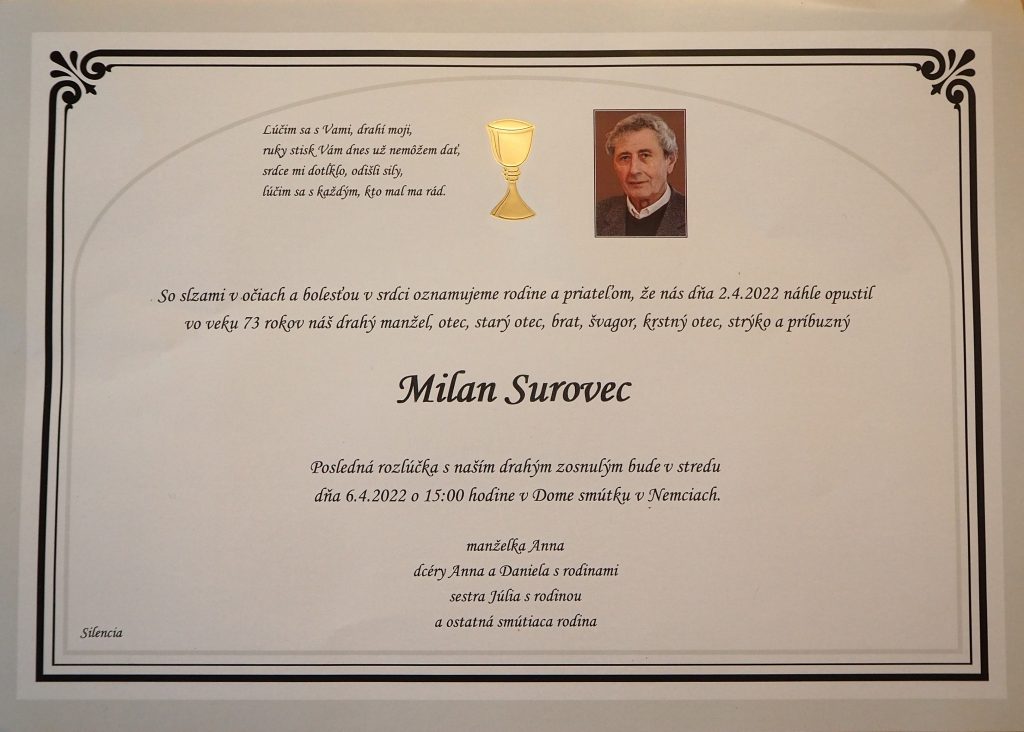 Lúčim sa s Vami, drahí moji,
ruky stisk Vám dnes už nemôžem dať,
srdce mi dotĺklo, odišli sily,
lúčim sa s každým, kto mal ma rád.
So slzami v očiach a bolesťou v srdci oznamujeme rodine a priateľom, že nás dňa 2.4.2022 náhle opustil
vo veku 73 rokov náš drahý manžel, otec, starý otec, brat, švagor, krstný otec, strýko a príbuzný
Milan Surovec
Posledná rozlúčka s naším drahým zosnulým bude v stredu
dňa 6.4.2022 o 15:00 hodine v Dome smútku v Nemciach.
manželka Anna
dcéry Anna a Daniela s rodinami
sestra Júlia s rodinou
a ostatná smútiaca rodina
Silencia